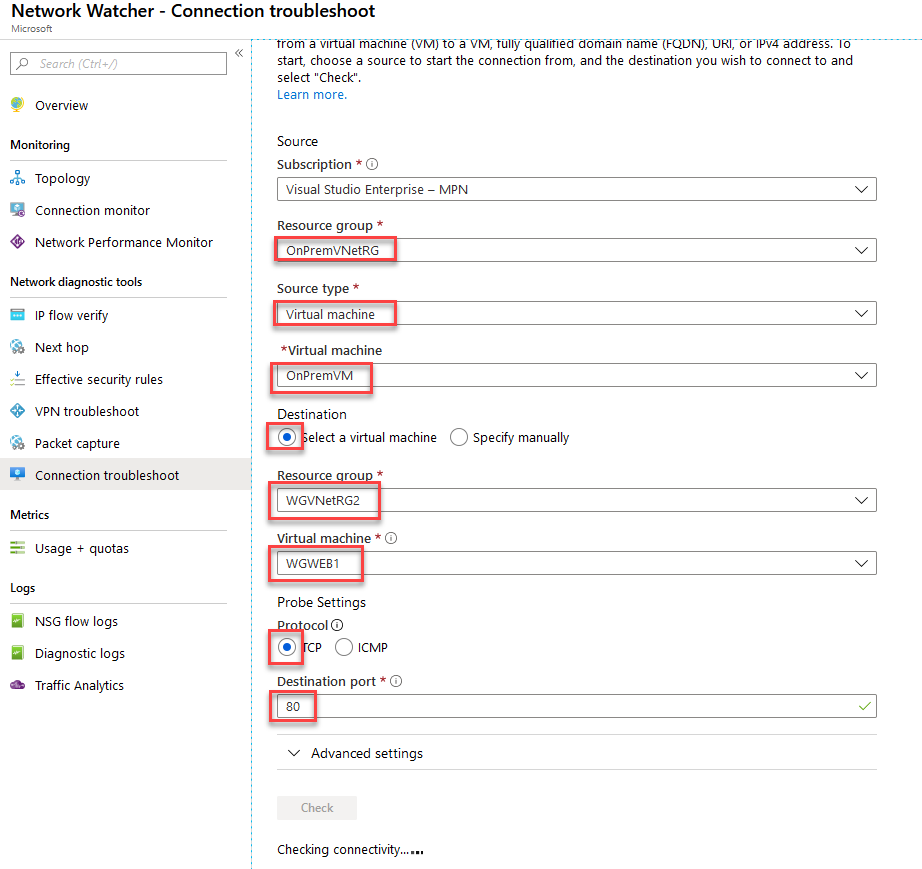 Network Watcher - Connection troubleshoot
Microsoft
Search (Ctrl+/)
«
Overview
Monitoring
Topology
Connection monitor
Network Performance Monitor
Network diagnostic tools
IP flow verify
Next hop
Effective security rules
VPN troubleshoot
Packet capture
Connection troubleshoot
Metrics
Usage + quotas
Logs
NSG flow logs
Diagnostic logs
Traffic Analytics
from a virtual machine (VM) to a VM, fully qualified domain name (FQDN), URI, or IPv4 address. To
start, choose a source to start the connection from, and the destination you wish to connect to and
select "Check".
Learn more.
Source
Subscription *
Visual Studio Enterprise – MPN
Resource group *
OnPremVNetRG
Source type *
Virtual machine
*Virtual machine
OnPremVM
Destination
Select a virtual machine Specify manually
Resource group *
WGVNetRG2
Virtual machine *
WGWEB1
Probe Settings
Protocol
TCP ICMP
Destination port *
80
Advanced settings
Check
Checking connectivity...